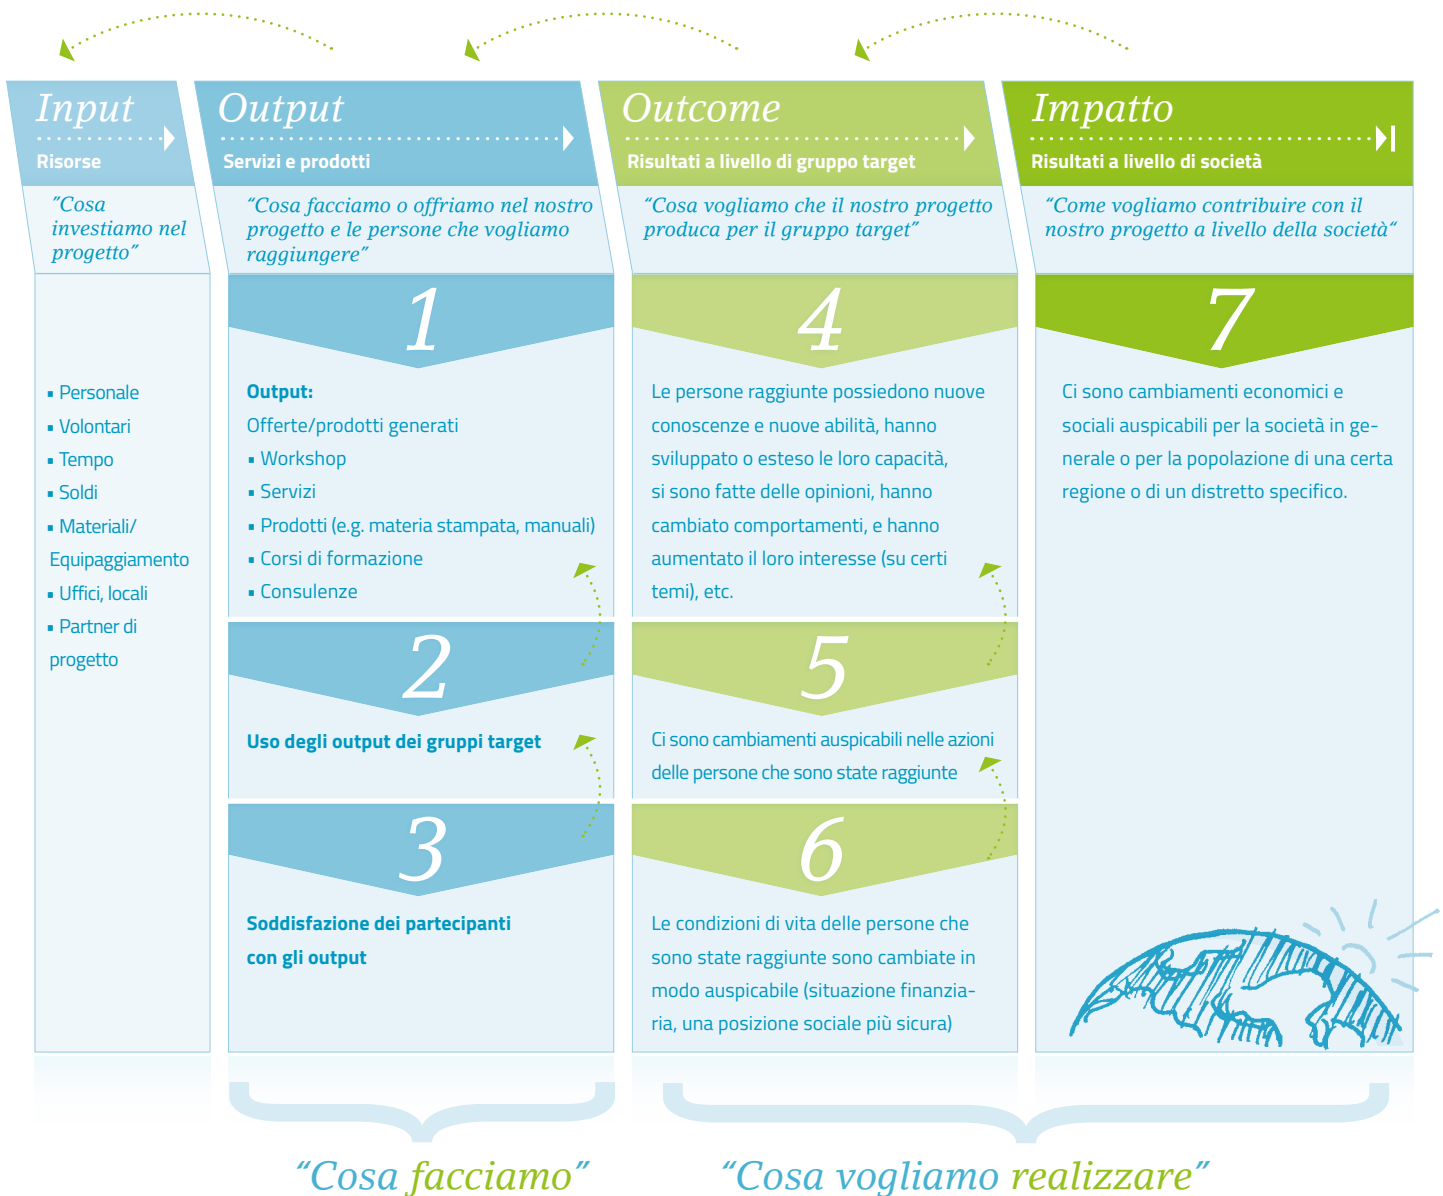 Input
Risorse
"Cosa
investiamo nel
progetto"
▪ Personale
▪ Volontari
▪ Tempo
▪ Soldi
▪ Materiali/
Equipaggiamento
▪ Uffici, locali
▪ Partner di
progetto
Output
Servizi e prodotti
“Cosa facciamo o offriamo nel nostro
progetto e le persone che vogliamo
raggiungere”
1
Output:
Offerte/prodotti generati
▪ Workshop
▪ Servizi
▪ Prodotti (e.g. materia stampata, manuali)
▪ Corsi di formazione
▪ Consulenze
2
Uso degli output dei gruppi target
3
Soddisfazione dei partecipanti
con gli output
Outcome
Risultati a livello di gruppo target
“Cosa vogliamo che il nostro progetto
produca per il gruppo target”
4
Le persone raggiunte possiedono nuove
conoscenze e nuove abilità, hanno
sviluppato o esteso le loro capacità,
si sono fatte delle opinioni, hanno
cambiato comportamenti, e hanno
aumentato il loro interesse (su certi
temi), etc.
5
Ci sono cambiamenti auspicabili nelle azioni
delle persone che sono state raggiunte
6
Le condizioni di vita delle persone che
sono state raggiunte sono cambiate in
modo auspicabile (situazione finanzia-
ria, una posizione sociale più sicura)
Impatto
Risultati a livello di società
“Come vogliamo contribuire con il
nostro progetto a livello della società“
7
Ci sono cambiamenti economici e
sociali auspicabili per la società in ge-
nerale o per la popolazione di una certa
regione o di un distretto specifico.
“Cosa facciamo”
“Cosa vogliamo realizzare”